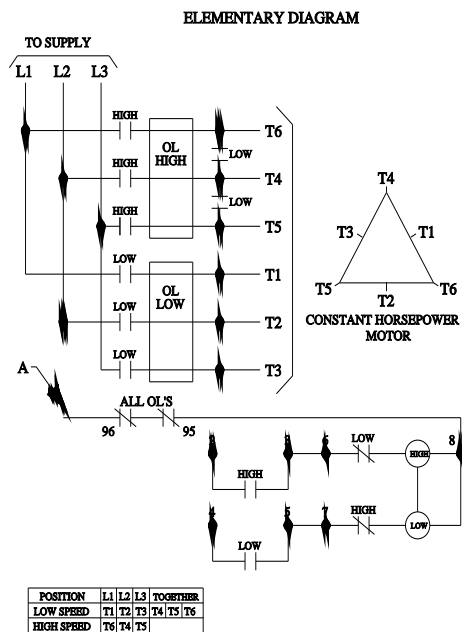 ELEMENTARY DIAGRAM
TO SUPPLY
L1 L2 L3
HIGH
OL
HIGH
T6
LOW
HIGH
T4
LOW
HIGH
T5
LOW
OL
LOW
T1
LOW
T2
LOW
T3
T4
T3 T1
T5 T6
T2
CONSTANT HORSEPOWER
MOTOR
A
ALL OL'S
96 95
3 6 LOW HIGH 8
HIGH
4 5 7 HIGH LOW
LOW
POSITION L1 L2 L3 TOGETHER
LOW SPEED T1 T2 T3 T4 T5 T6
HIGH SPEED T6 T4 T5